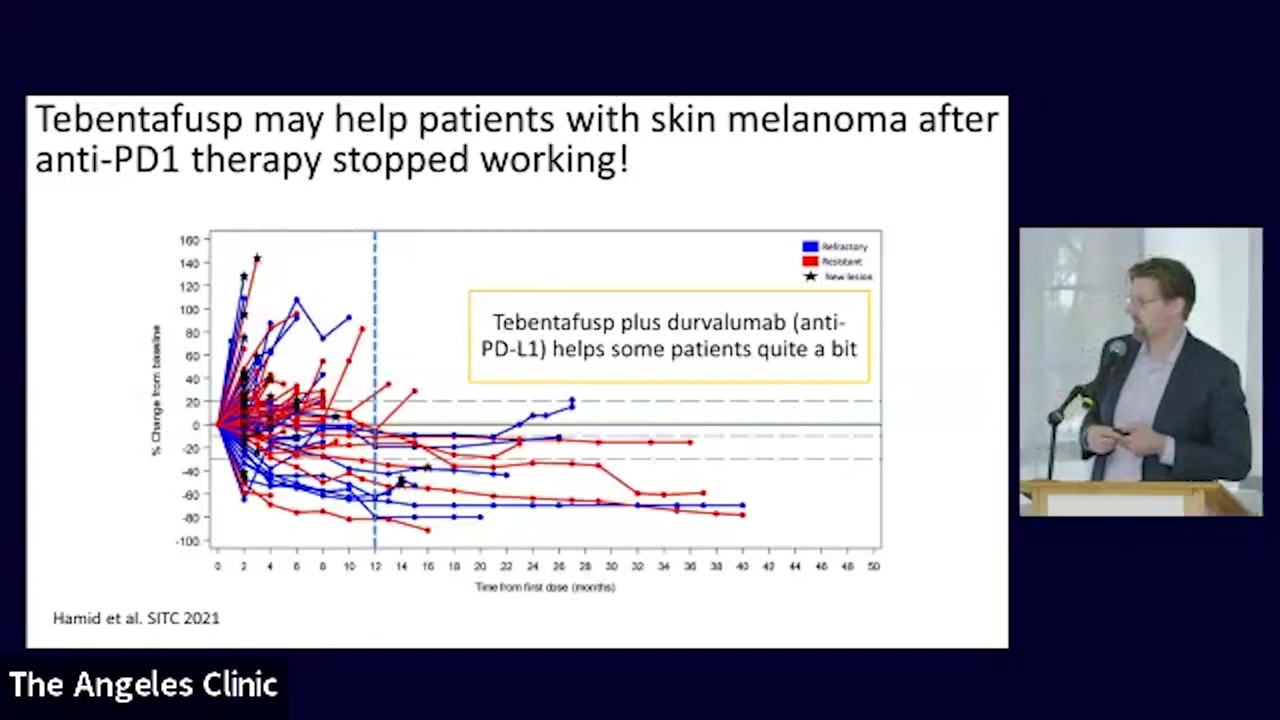 Tebentafusp may help patients with skin melanoma after
anti-PD1 therapy stopped working!
160
140
120
100
80
60
40
20
0
-20
-40
-60
-80
-100
% Change from baseline
Refractory
Resistant
New lesion
Tebentafusp plus durvalumab (anti-
PD-L1) helps some patients quite a bit
0 2 4 6 8 10 12 14 16 18 20 22 24 26 28 30 32 34 36 38 40 42 44 46 48 50
Time from first dose (months)
Hamid et al. SITC 2021
The Angeles Clinic